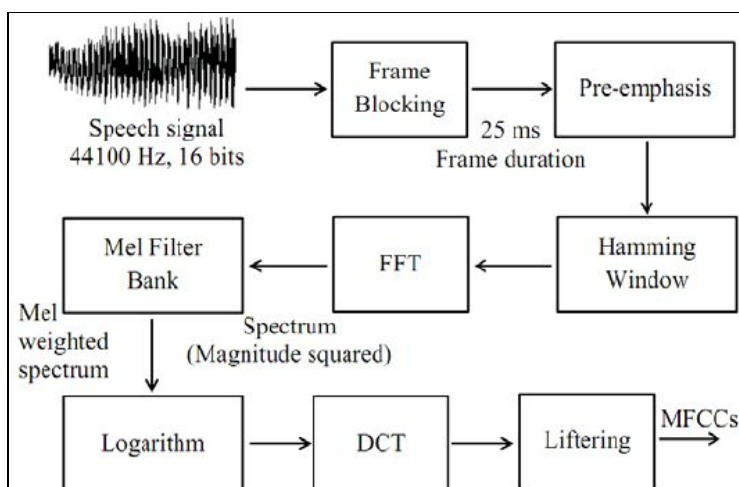 Speech signal
44100 Hz, 16 bits
Frame
Blocking
25 ms
Frame duration
Pre-emphasis
Hamming
Window
FFT
Spectrum
(Magnitude squared)
Mel Filter
Bank
Mel
weighted
spectrum
Logarithm
DCT
Liftering
MFCCs